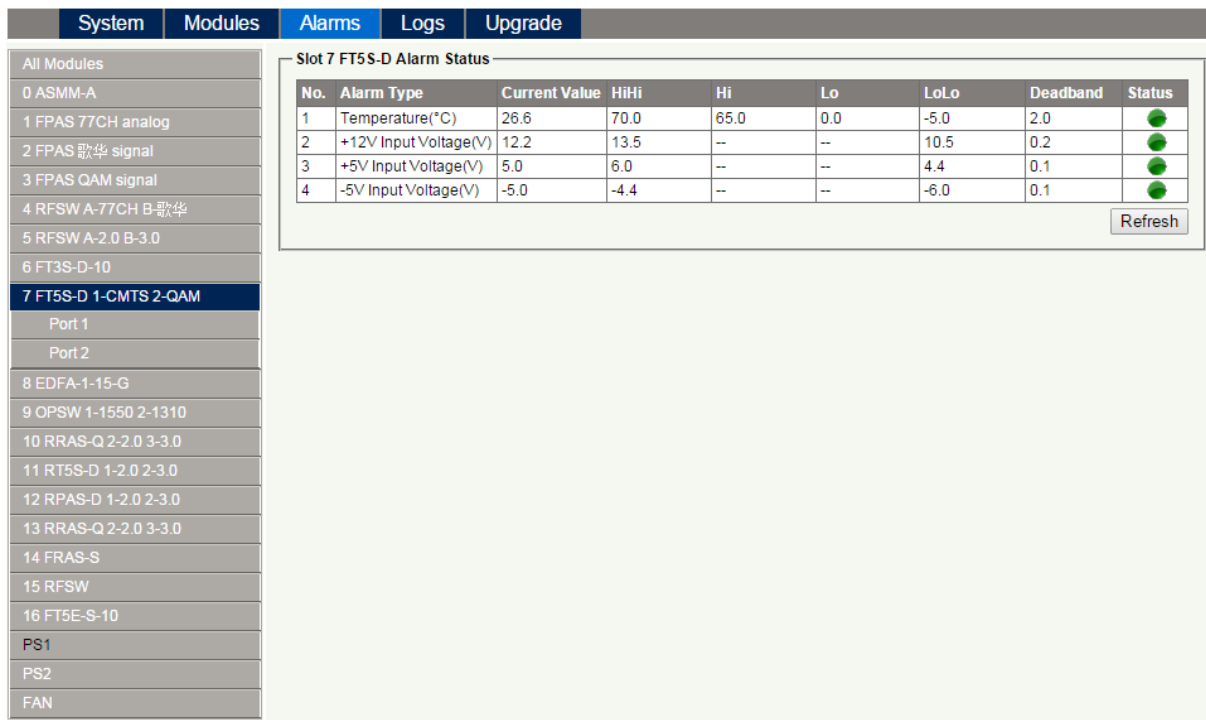 System Modules Alarms Logs Upgrade
All Modules
0 ASMM-A
1 FPAS 77CH analog
2 FPAS 歌华 signal
3 FPAS QAM signal
4 RFSW A-77CH B-歌华
5 RFSW A-2.0 B-3.0
6 FT3S-D-10
7 FT5S-D 1-CMTS 2-QAM
Port 1
Port 2
8 EDFA-1-15-G
9 OPSW 1-1550 2-1310
10 RRAS-Q 2-2.0 3-3.0
11 RT5S-D 1-2.0 2-3.0
12 RPAS-D 1-2.0 2-3.0
13 RRAS-Q 2-2.0 3-3.0
14 FRAS-S
15 RFSW
16 FT5E-S-10
PS1
PS2
FAN
Slot 7 FT5S-D Alarm Status
No. Alarm Type Current Value HiHi Hi Lo LoLo Deadband Status
1 Temperature(°C) 26.6 70.0 65.0 0.0 -5.0 2.0
2 +12V Input Voltage(V) 12.2 13.5 -- -- 10.5 0.2
3 +5V Input Voltage(V) 5.0 6.0 -- -- 4.4 0.1
4 -5V Input Voltage(V) -5.0 -4.4 -- -- -6.0 0.1
Refresh